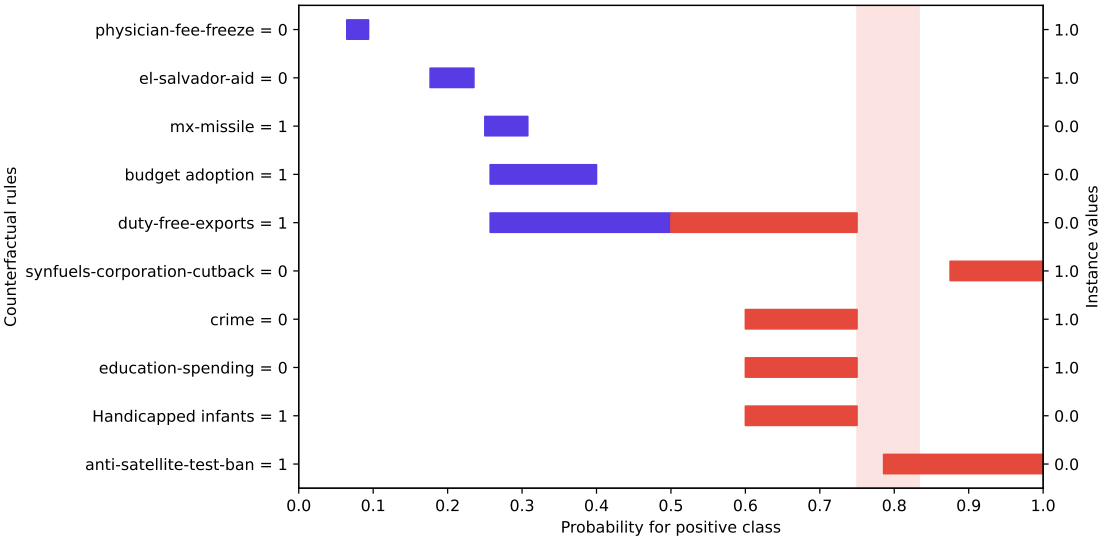 physician-fee-freeze = 0 1.0
el-salvador-aid = 0 1.0
mx-missile = 1 0.0
budget adoption = 1 0.0
duty-free-exports = 1 0.0
synfuels-corporation-cutback = 0 1.0
crime = 0 1.0
education-spending = 0 1.0
Handicapped infants = 1 0.0
anti-satellite-test-ban = 1 0.0
Counterfactual rules
Instance values
0.0 0.1 0.2 0.3 0.4 0.5 0.6 0.7 0.8 0.9 1.0
Probability for positive class